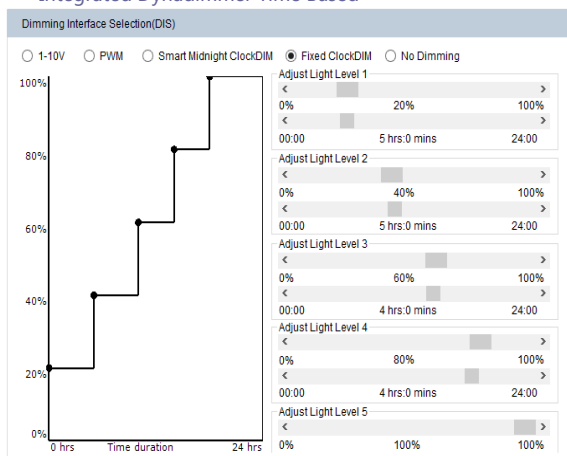 Integrated Dynadimmer Time Based
Dimming Interface Selection(DIS)
1-10V PWM Smart Midnight ClockDIM Fixed ClockDIM No Dimming
100%
80%
60%
40%
20%
0%
0 hrs Time duration 24 hrs
Adjust Light Level 1
0% 20% 100%
00:00 5 hrs:0 mins 24:00
Adjust Light Level 2
0% 40% 100%
00:00 5 hrs:0 mins 24:00
Adjust Light Level 3
0% 60% 100%
00:00 4 hrs:0 mins 24:00
Adjust Light Level 4
0% 80% 100%
00:00 4 hrs:0 mins 24:00
Adjust Light Level 5
0% 100% 100%